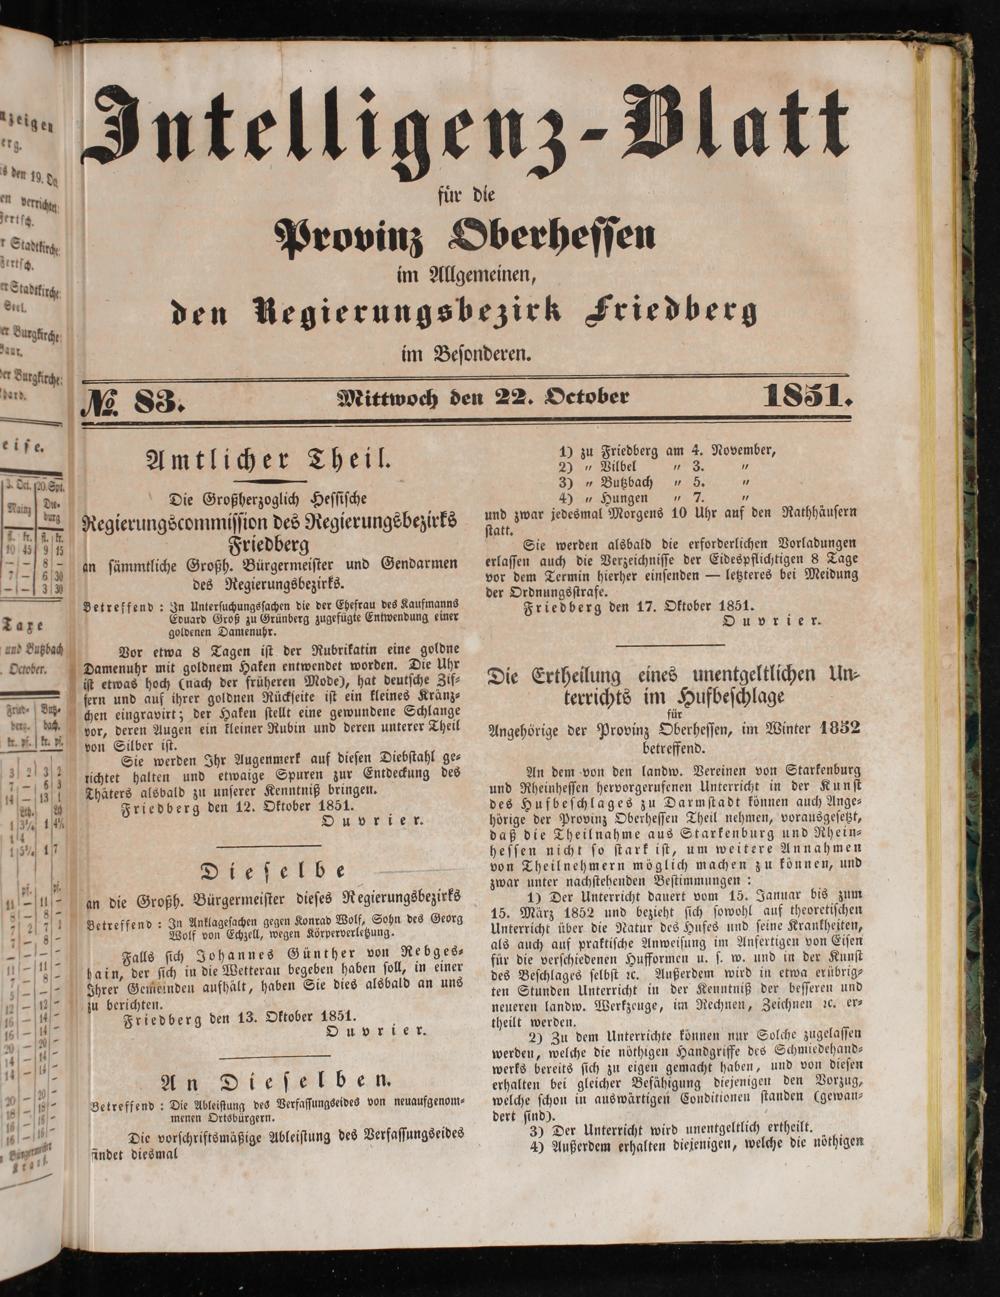 Intelligenz-Blatt
für die
Provinz Oberhessen
im Allgemeinen,
den Regierungsbezirk Friedberg
im Besonderen.
№ 83.
Mittwoch den 22. October
1851.
Amtlicher Theil.
Die Großherzoglich Hessische
Regierungscommission des Regierungsbezirks
Friedberg
an sämmtliche Großh. Bürgermeister und Gendarmen
des Regierungsbezirks.
Betreffend: In Untersuchungssachen die der Ehefrau des Kaufmanns
Eduard Groß zu Grünberg zugefügte Entwendung einer
goldenen Damenuhr.
Vor etwa 8 Tagen ist der Rubrikatin eine goldne
Damenuhr mit goldnem Haken entwendet worden. Die Uhr
ist etwas hoch (nach der früheren Mode), hat deutsche Zif-
fern und auf ihrer goldnen Rückseite ist ein kleines Kränz-
chen eingravirt; der Haken stellt eine gewundene Schlange
vor, deren Augen ein kleiner Rubin und deren unterer Theil
von Silber ist.
Sie werden Ihr Augenmerk auf diesen Diebstahl ge-
richtet halten und etwaige Spuren zur Entdeckung des
Thäters alsbald zu unserer Kenntniß bringen.
Friedberg den 12. Oktober 1851.
Ouvrier.
Dieselbe
an die Großh. Bürgermeister dieses Regierungsbezirks
Betreffend: In Anklagesachen gegen Konrad Wolf, Sohn des Georg
Wolf von Echzell, wegen Körperverletzung.
Falls sich Johannes Günther von Rebges-
hain, der sich in die Wetterau begeben haben soll, in einer
Ihrer Gemeinden aufhält, haben Sie dies alsbald an uns
zu berichten.
Friedberg den 13. Oktober 1851.
Ouvrier.
An Dieselben.
Betreffend: Die Ableistung des Verfassungseides von neuaufgenom-
menen Ortsbürgern.
Die vorschriftsmäßige Ableistung des Verfassungseides
findet diesmal
1) zu Friedberg am 4. November,
2) „ Vilbel „ 3. „
3) „ Butzbach „ 5. „
4) „ Hungen „ 7. „
und zwar jedesmal Morgens 10 Uhr auf den Rathhäusern
statt.
Sie werden alsbald die erforderlichen Vorladungen
erlassen auch die Verzeichnisse der Eidespflichtigen 8 Tage
vor dem Termin hierher einsenden — letzteres bei Meidung
der Ordnungsstrafe.
Friedberg den 17. Oktober 1851.
Ouvrier.
Die Ertheilung eines unentgeltlichen Un-
terrichts im Hufbeschlage
für
Angehörige der Provinz Oberhessen, im Winter 1852
betreffend.
An dem von den landw. Vereinen von Starkenburg
und Rheinhessen hervorgerufenen Unterricht in der Kunst
des Hufbeschlages zu Darmstadt können auch Ange-
hörige der Provinz Oberhessen Theil nehmen, vorausgesetzt,
daß die Theilnahme aus Starkenburg und Rhein-
hessen nicht so stark ist, um weitere Annahmen
von Theilnehmern möglich machen zu können, und
zwar unter nachstehenden Bestimmungen:
1) Der Unterricht dauert vom 15. Januar bis zum
15. März 1852 und bezieht sich sowohl auf theoretischen
Unterricht über die Natur des Hufes und seine Krankheiten,
als auch auf praktische Anweisung im Anfertigen von Eisen
für die verschiedenen Hufformen u. s. w. und in der Kunst
des Beschlages selbst ꝛc. Außerdem wird in etwa erübrig-
ten Stunden Unterricht in der Kenntniß der besseren und
neueren landw. Werkzeuge, im Rechnen, Zeichnen ꝛc. er-
theilt werden.
2) Zu dem Unterrichte können nur Solche zugelassen
werden, welche die nöthigen Handgriffe des Schmiedehand-
werks bereits sich zu eigen gemacht haben, und von diesen
erhalten bei gleicher Befähigung diejenigen den Vorzug,
welche schon in auswärtigen Conditionen standen (gewan-
dert sind).
3) Der Unterricht wird unentgeltlich ertheilt.
4) Außerdem erhalten diejenigen, welche die nöthigen